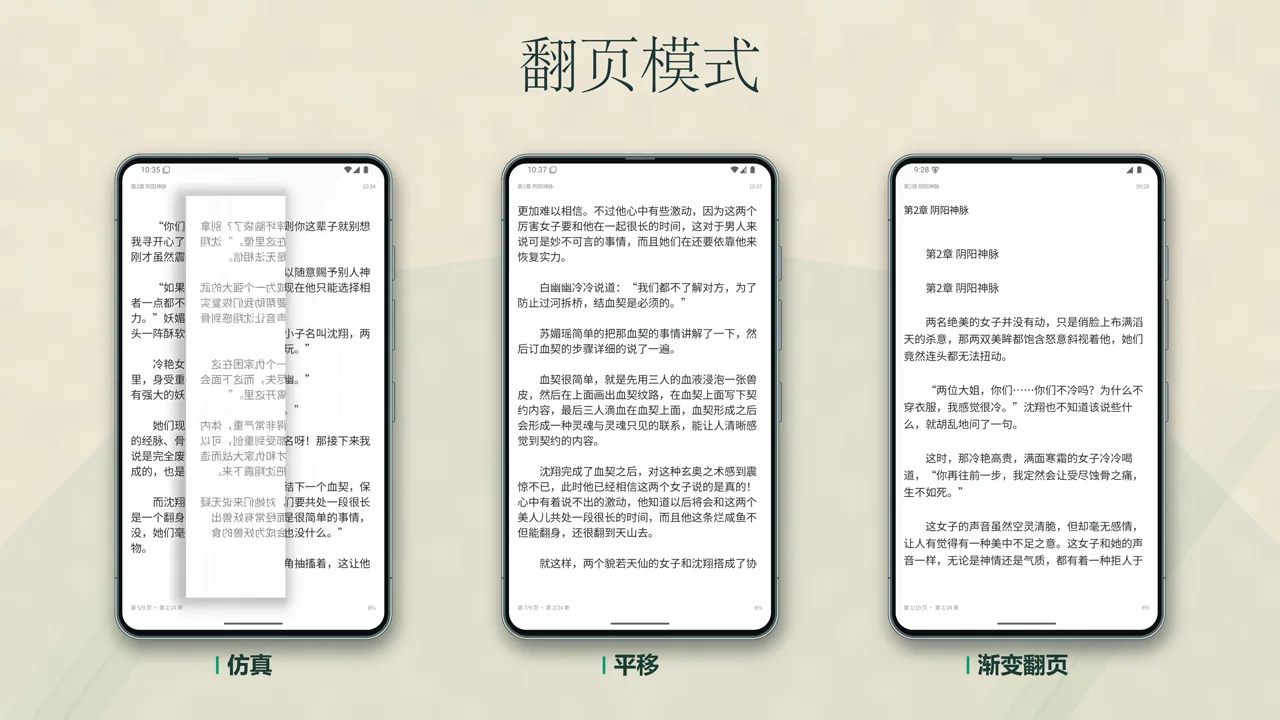 翻页模式
10:35
第2章 阴阳神脉
10:34
“你们
则你这辈子就别想
我寻开心了
刚才虽然震
以随意赐予别人神
“如果
现在他只能选择相
者一点都不
力。”妖媚
头一阵酥软
小子名叫沈翔，两
玩。”
冷艳女
里，身受重
幽。”
有强大的妖
。”
她们现
的经脉、骨
名呀！那接下来我
说是完全废
成的，也是
结下一个血契，保
而沈翔
们要共处一段很长
是一个翻身
是很简单的事情，
没，她们毫
也没什么。”
物。
角抽搐着，这让他
第 5/9 页 · 第 2/24 章
8%
仿真
10:37
第2章 阴阳神脉
10:37
更加难以相信。不过他心中有些激动，因为这两个
厉害女子要和他在一起很长的时间，这对于男人来
说可是妙不可言的事情，而且她们在还要依靠他来
恢复实力。
白幽幽冷冷说道：“我们都不了解对方，为了
防止过河拆桥，结血契是必须的。”
苏媚瑶简单的把那血契的事情讲解了一下，然
后订血契的步骤详细的说了一遍。
血契很简单，就是先用三人的血液浸泡一张兽
皮，然后在上面画出血契纹路，在血契上面写下契
约内容，最后三人滴血在血契上面，血契形成之后
会形成一种灵魂与灵魂只见的联系，能让人清晰感
觉到契约的内容。
沈翔完成了血契之后，对这种玄奥之术感到震
惊不已，此时他已经相信这两个女子说的是真的！
心中有着说不出的激动，他知道以后将会和这两个
美人儿共处一段很长的时间，而且他这条烂咸鱼不
但能翻身，还很翻到天山去。
就这样，两个貌若天仙的女子和沈翔搭成了协
第 7/9 页 · 第 2/24 章
8%
平移
9:28
第2章 阴阳神脉
09:28
第2章 阴阳神脉
第2章 阴阳神脉
第2章 阴阳神脉
两名绝美的女子并没有动，只是俏脸上布满滔
天的杀意，那两双美眸都饱含怒意斜视着他，她们
竟然连头都无法扭动。
“两位大姐，你们……你们不冷吗？为什么不
穿衣服，我感觉很冷。”沈翔也不知道该说些什
么，就胡乱地问了一句。
这时，那冷艳高贵，满面寒霜的女子冷冷喝
道，“你再往前一步，我定然会让受尽蚀骨之痛，
生不如死。”
这女子的声音虽然空灵清脆，但却毫无感情，
让人有觉得有一种美中不足之意。这女子和她的声
音一样，无论是神情还是气质，都有着一种拒人于
第 1/10 页 · 第 2/24 章
8%
渐变翻页